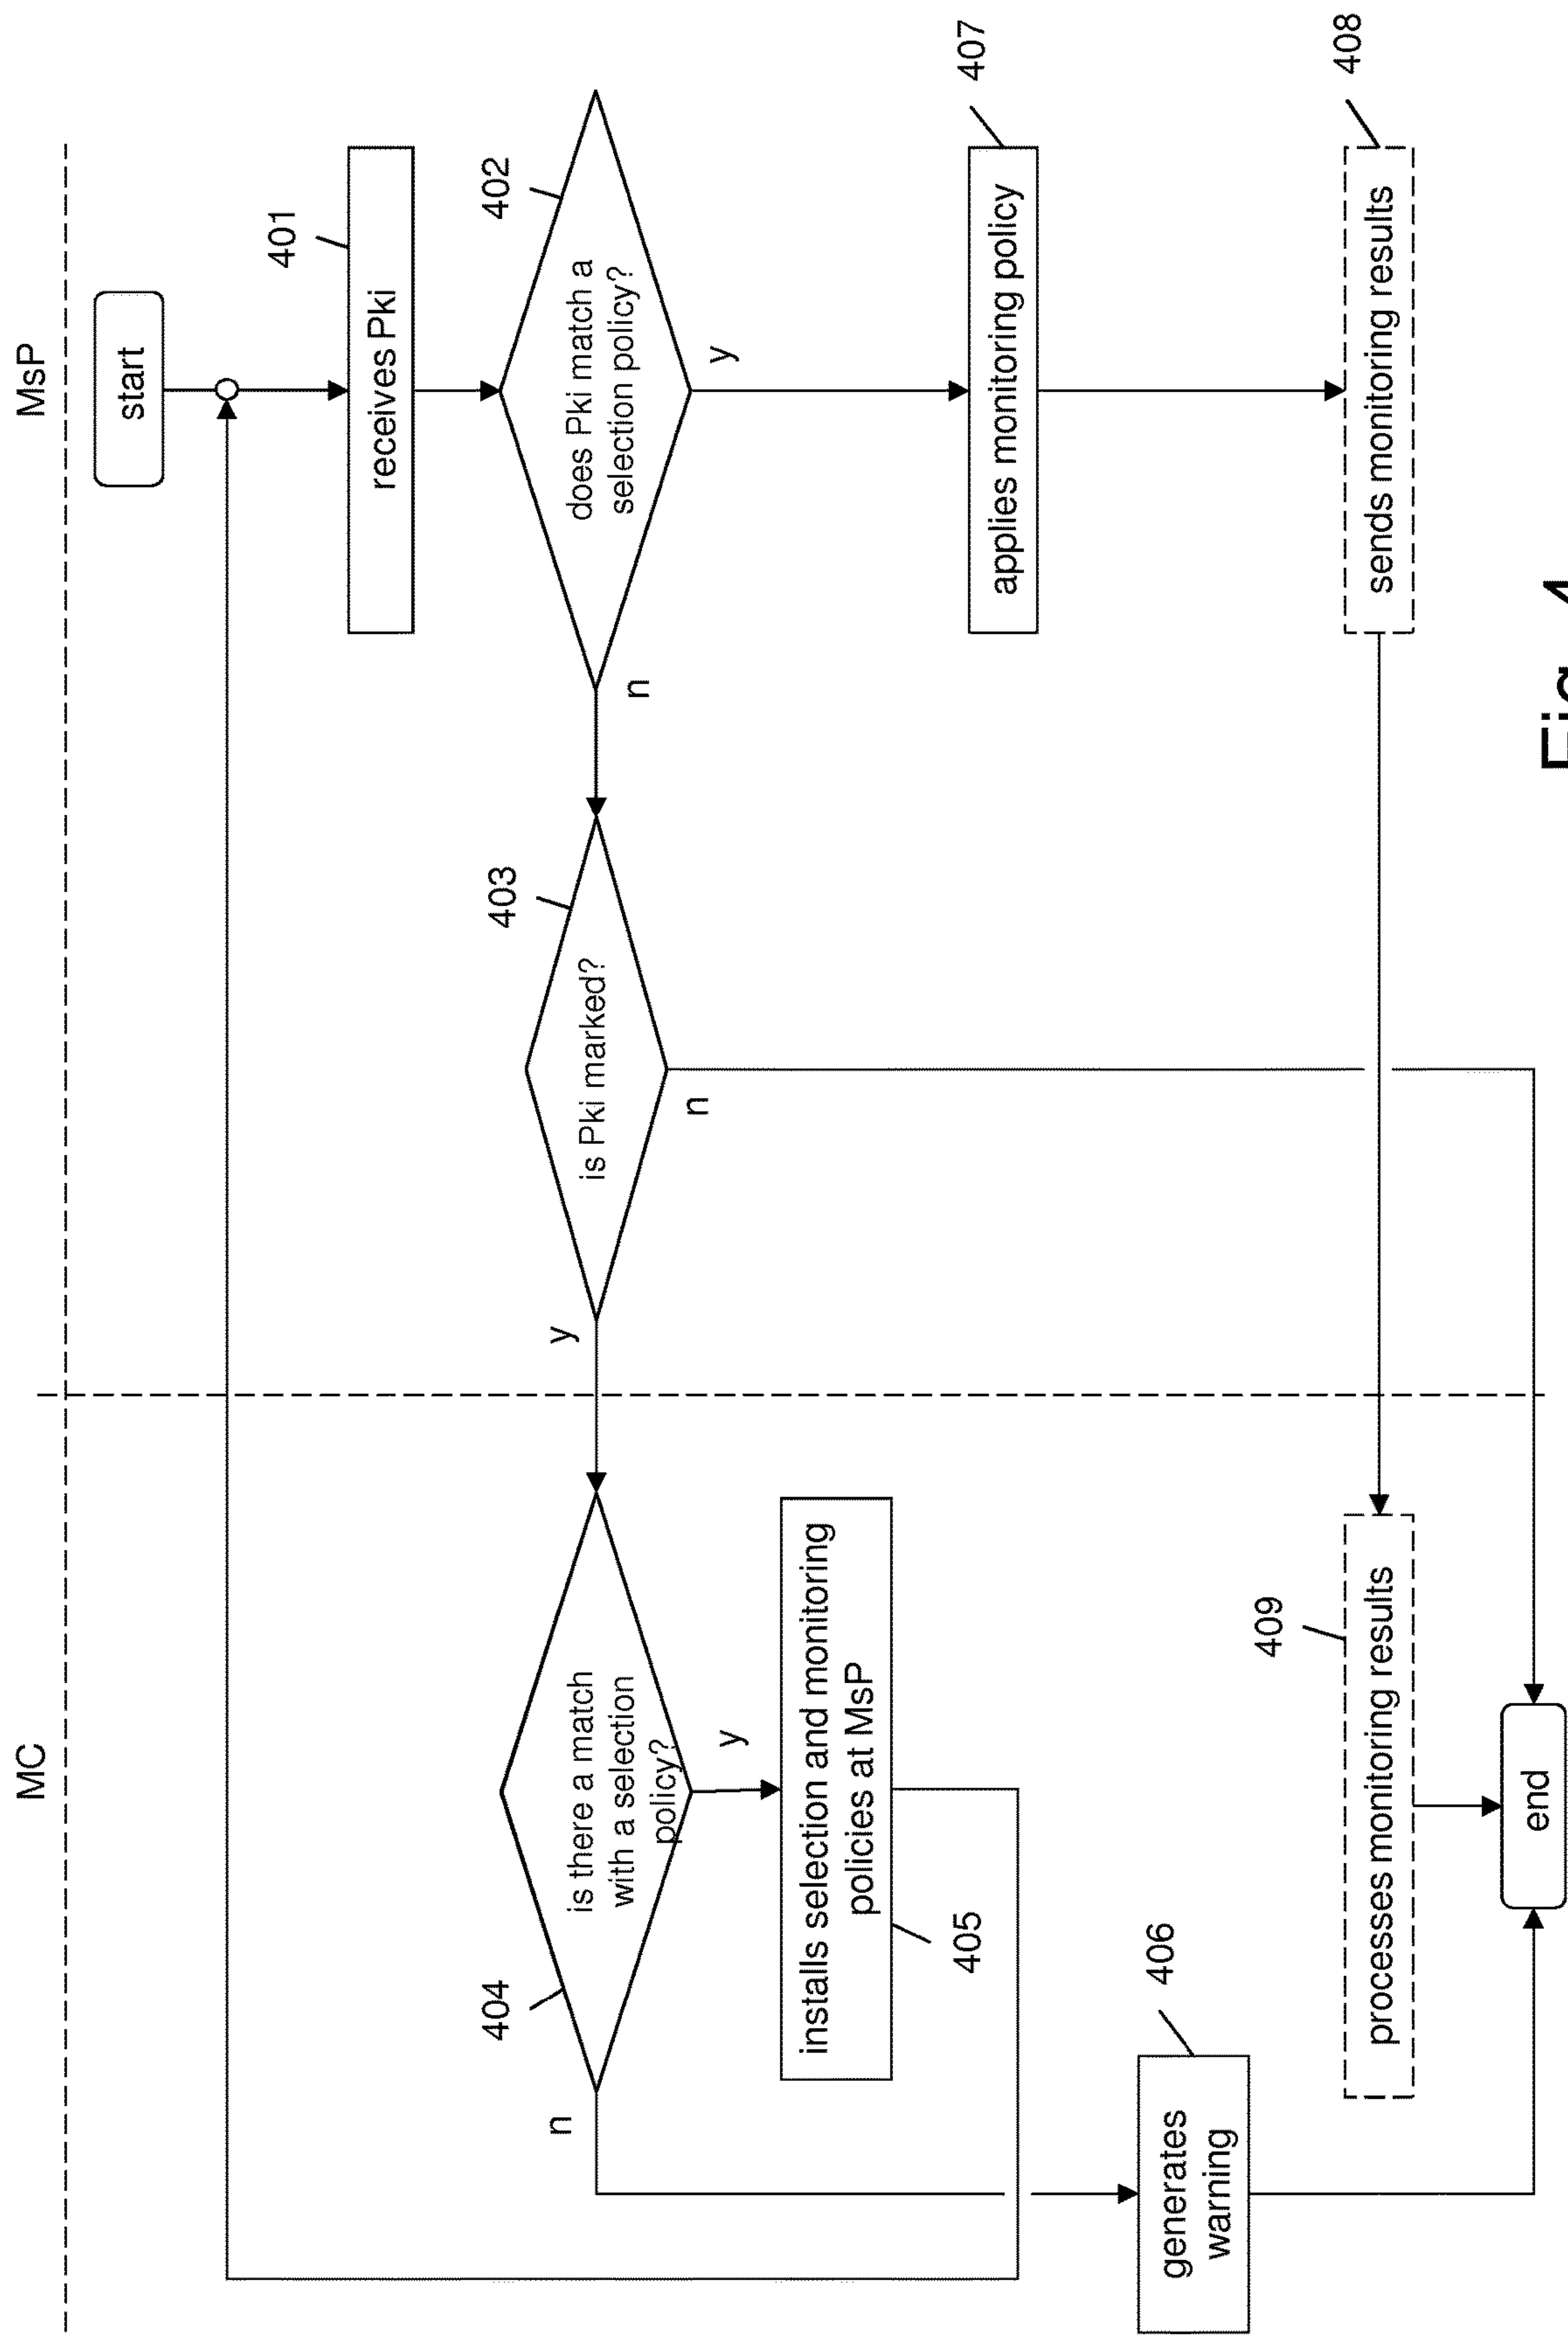 MC
MsP
start
401
receives Pki
404
403
402
is there a match
with a selection
policy?
y
n
is Pki marked?
y
n
does Pki match a
selection policy?
n
y
installs selection and monitoring
policies at MsP
405
407
applies monitoring policy
406
generates
warning
409
408
processes monitoring results
sends monitoring results
end
Fig. 4